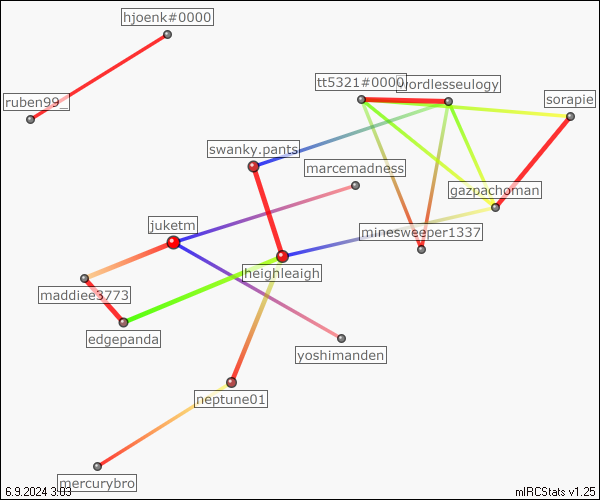 hjoenk#0000
ruben99_
tt5321#0000
wordlesseulogy
sorapie
swanky.pants
marcemadness
gazpachoman
juketm
minesweeper1337
heighleaigh
maddiee3773
edgepanda
yoshimanden
neptune01
mercurybro
6.9.2024 3:03
mIRCStats v1.25